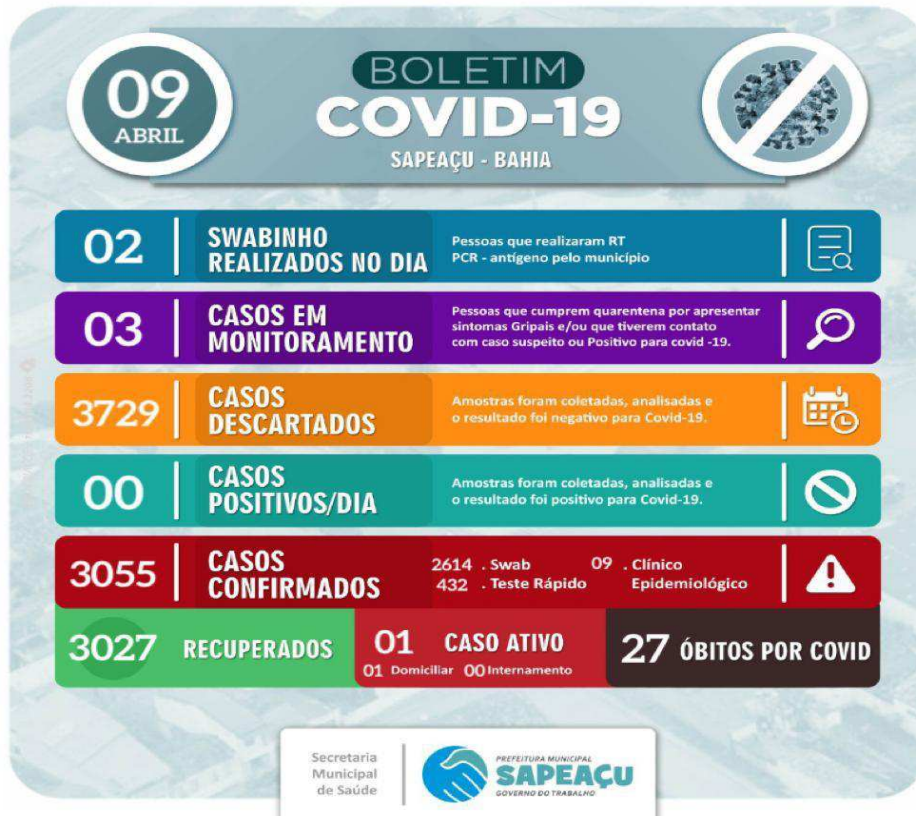 09
ABRIL
BOLETIM
COVID-19
SAPEAÇU - BAHIA
02
SWABINHO
REALIZADOS NO DIA
Pessoas que realizaram RT
PCR - antígeno pelo município
03
CASOS EM
MONITORAMENTO
Pessoas que cumprem quarentena por apresentar
sintomas Gripais e/ou que tiverem contato
com caso suspeito ou Positivo para covid -19.
3729
CASOS
DESCARTADOS
Amostras foram coletadas, analisadas e
o resultado foi negativo para Covid-19.
00
CASOS
POSITIVOS/DIA
Amostras foram coletadas, analisadas e
o resultado foi positivo para Covid-19.
3055
CASOS
CONFIRMADOS
2614 . Swab
432 . Teste Rápido
09 . Clínico
Epidemiológico
3027 RECUPERADOS
01 CASO ATIVO
01 Domiciliar 00 Internamento
27 ÓBITOS POR COVID
Secretaria
Municipal
de Saúde
PREFEITURA MUNICIPAL
SAPEAÇU
GOVERNO DO TRABALHO